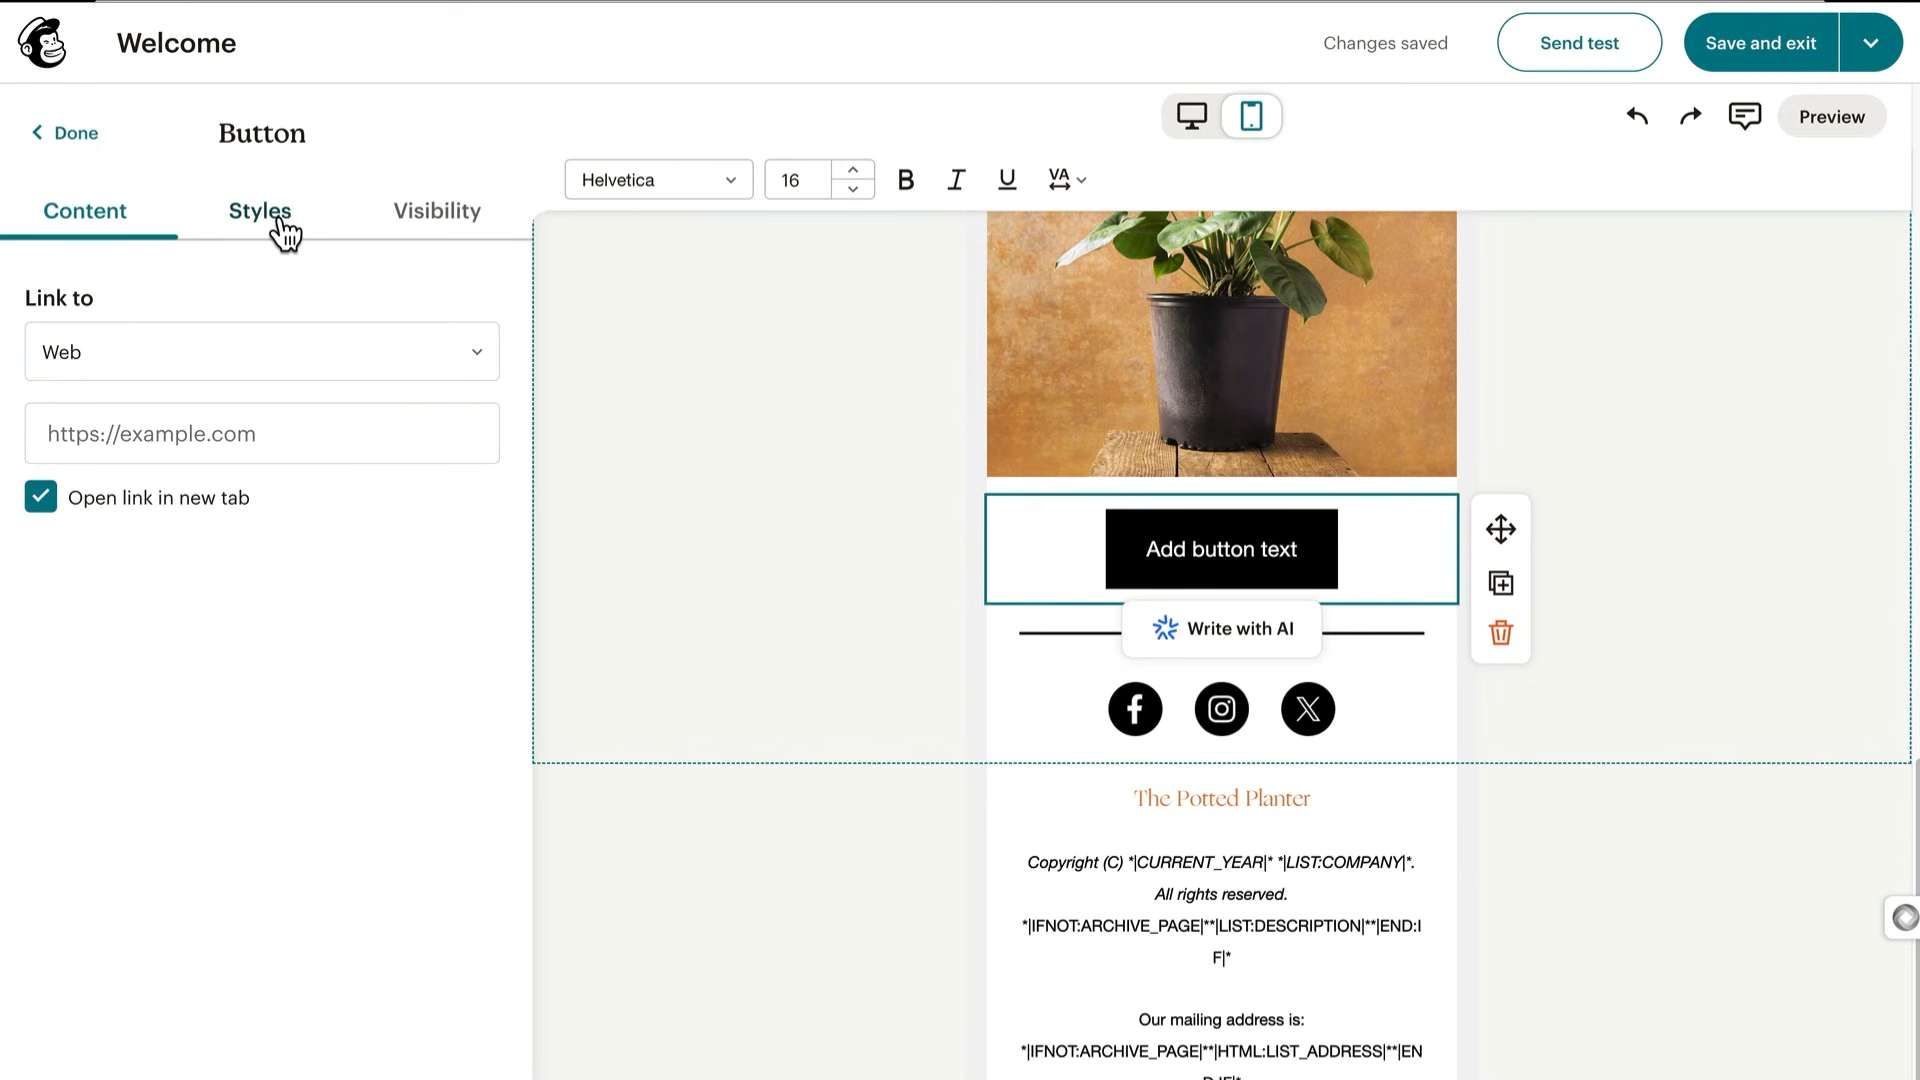 Welcome
Changes saved
Send test
Save and exit
Done
Button
Preview
Content
Styles
Visibility
Helvetica
16
B
I
U
VA
Link to
Web
https://example.com
Open link in new tab
Add button text
Write with AI
The Potted Planter
Copyright (C) *|CURRENT_YEAR|* *|LIST:COMPANY|*.
All rights reserved.
*|IFNOT:ARCHIVE_PAGE|**|LIST:DESCRIPTION|**|END:I
F|*
Our mailing address is:
*|IFNOT:ARCHIVE_PAGE|**|HTML:LIST_ADDRESS|**|EN
D:IF|*